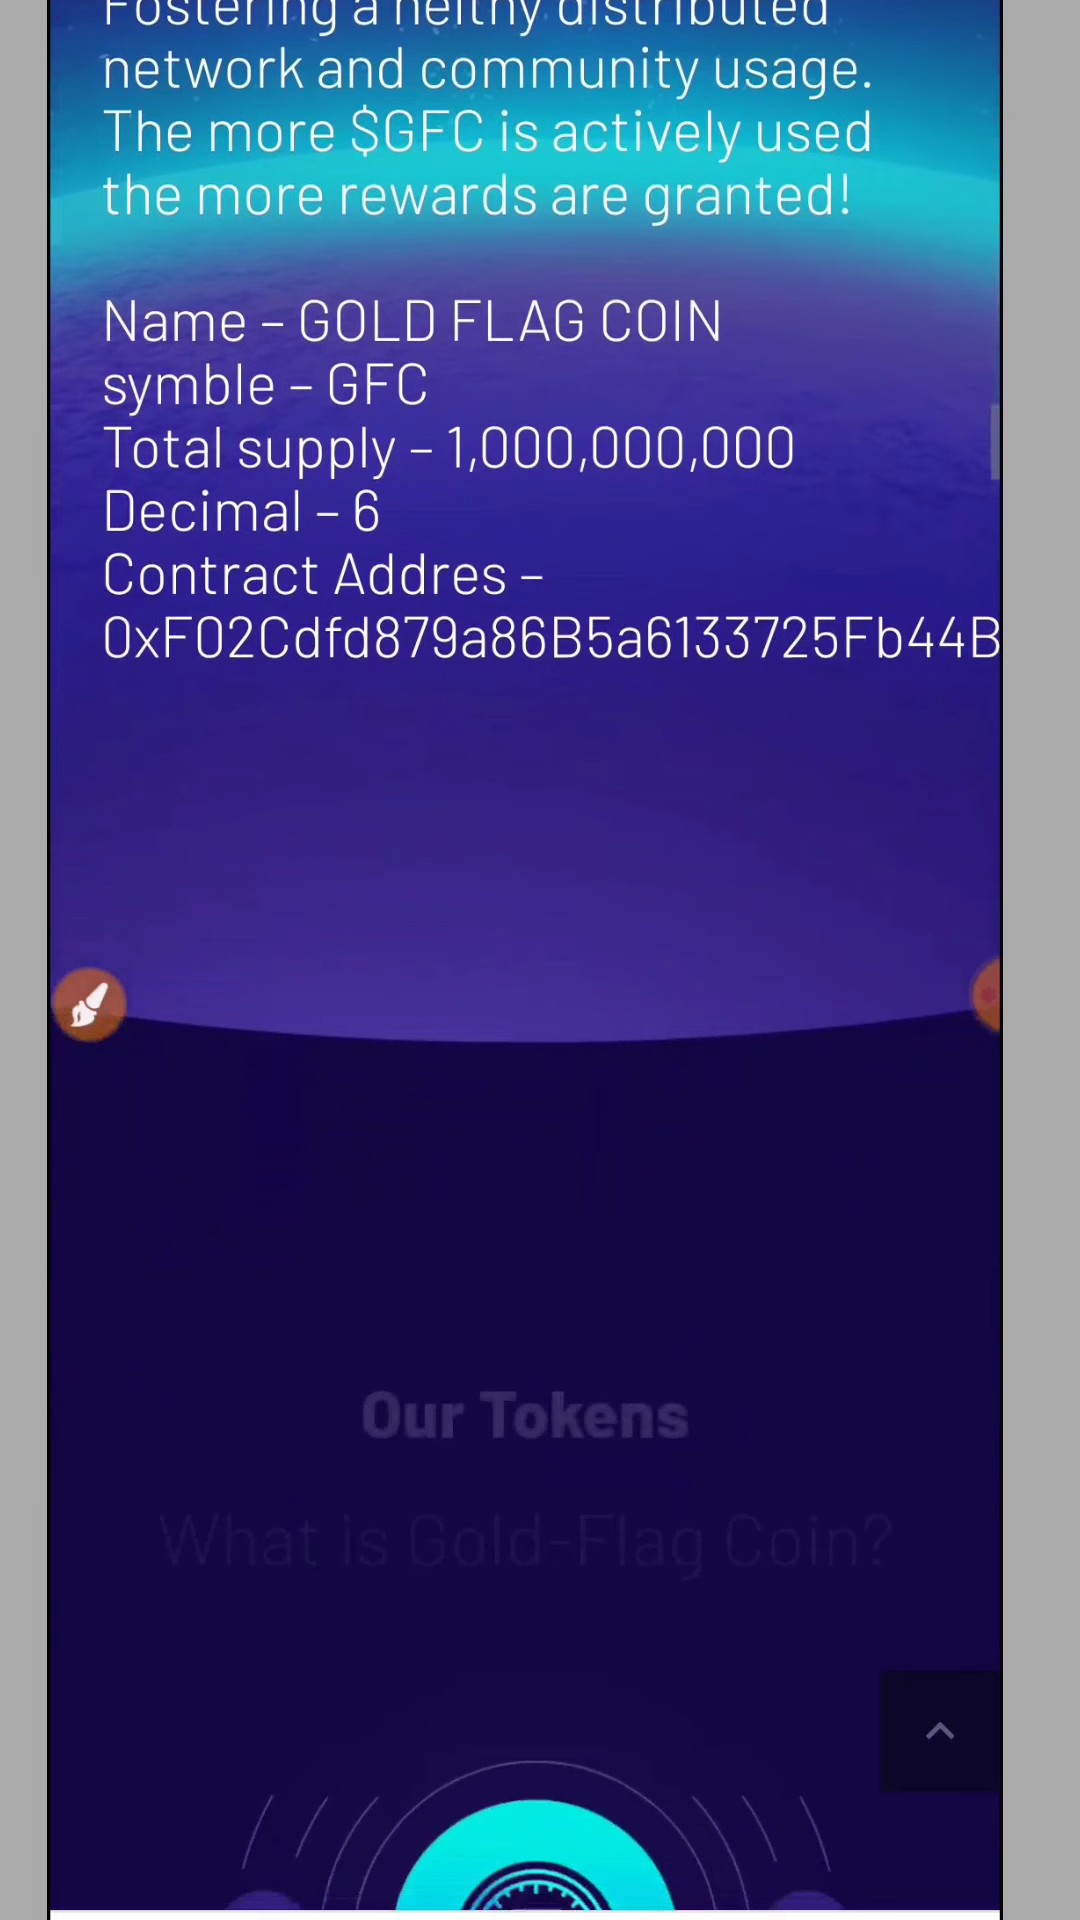 Fostering a helthy distributed
network and community usage.
The more $GFC is actively used
the more rewards are granted!
Name – GOLD FLAG COIN
symble – GFC
Total supply – 1,000,000,000
Decimal – 6
Contract Addres –
0xF02Cdfd879a86B5a6133725Fb44B
Our Tokens
What is Gold-Flag Coin?